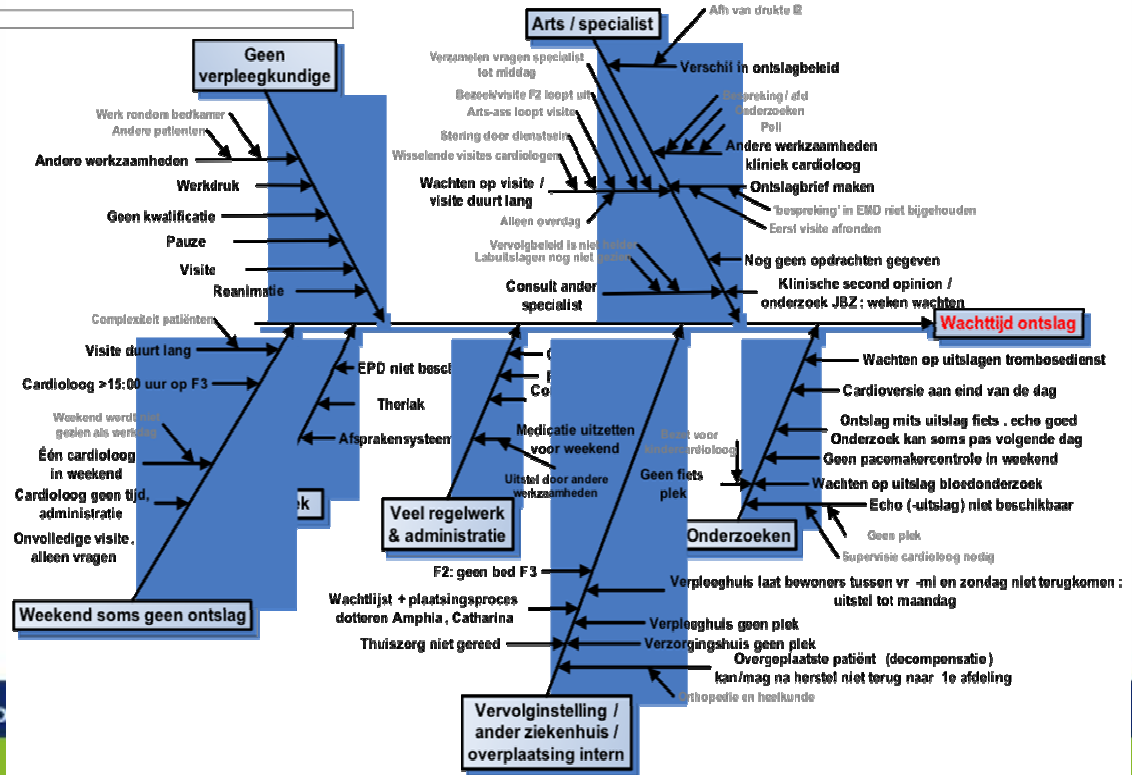 Arts / specialist
Afh van drukte
Geen
verpleegkundige
Verzamelen vragen specialist
tot middag
Verschil in ontslagbeleid
Bezoek/visite F2 loopt uit
Arts-ass loopt visite
Bespreking / afd
Onderzoeken
Poli
Werk rondom bed/kamer
Andere patienten
Storing door dienstsein
Wisselende visites cardiologen
Andere werkzaamheden
kliniek cardioloog
Andere werkzaamheden
Werkdruk
Wachten op visite /
visite duurt lang
Ontslagbrief maken
Geen kwalificatie
Alleen overdag
'bespreking' in EMD niet bijgehouden
Eerst visite afronden
Pauze
Vervolgbeleid is niet helder
Labuitslagen nog niet gezien
Visite
Nog geen opdrachten gegeven
Reanimatie
Consult ander
specialist
Klinische second opinion /
onderzoek JBZ : weken wachten
Complexiteit patiënten
Wachttijd ontslag
Visite duurt lang
EPD niet besch
Wachten op uitslagen trombosedienst
Cardioloog >15:00 uur op F3
Co
Cardioversie aan eind van de dag
Thorlak
Weekend wordt niet
gezien als werkdag
Afsprakensysteem
Medicatie uitzetten
voor weekend
Bezet voor
kindercardioloog
Ontslag mits uitslag fiets . echo goed
Onderzoek kan soms pas volgende dag
Één cardioloog
in weekend
Geen pacemakercontrole in weekend
Uitstel door andere
werkzaamheden
Geen fiets
plek
Wachten op uitslag bloedonderzoek
Cardioloog geen tijd,
administratie
ek
Echo (-uitslag) niet beschikbaar
Veel regelwerk
& administratie
Onderzoeken
Geen plek
Onvolledige visite ,
alleen vragen
Supervisie cardioloog nodig
F2: geen bed F3
Verpleeghuis laat bewoners tussen vr -mi en zondag niet terugkomen :
uitstel tot maandag
Weekend soms geen ontslag
Wachtlijst + plaatsingsproces
dotteren Amphia , Catharina
Verpleeghuis geen plek
Thuiszorg niet gereed
Verzorgingshuis geen plek
Overgeplaatste patiënt (decompensatie)
kan/mag na herstel niet terug naar 1e afdeling
Orthopedie en heelkunde
Vervolginstelling /
ander ziekenhuis /
overplaatsing intern